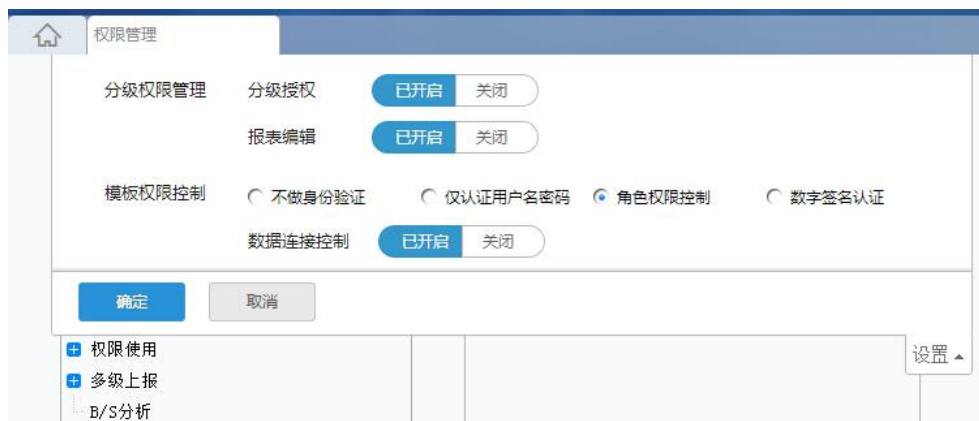 权限管理
分级权限管理 分级授权 已开启 关闭
报表编辑 已开启 关闭
模板权限控制 不做身份验证 仅认证用户名密码 角色权限控制 数字签名认证
数据连接控制 已开启 关闭
确定 取消
权限使用
设置
多级上报
B/S分析